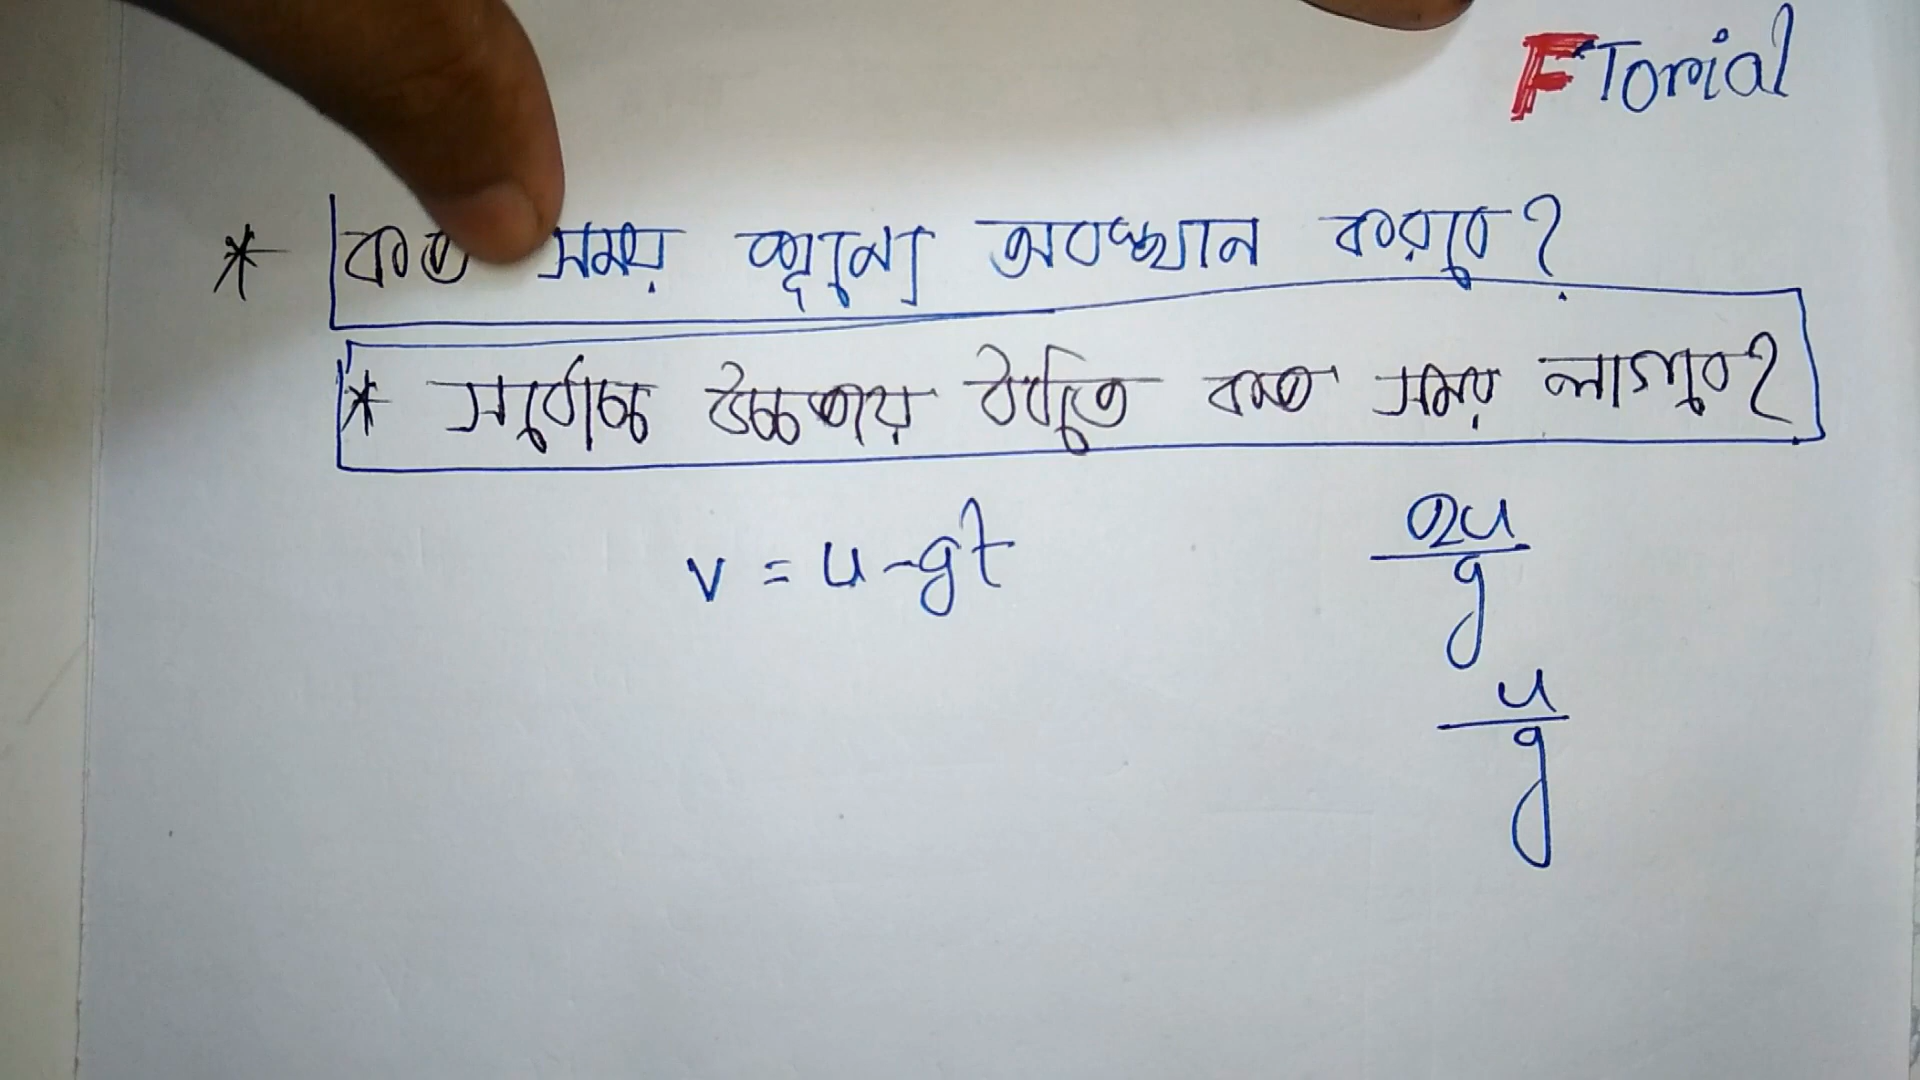 FTorial
* কত সময় শূন্যে অবস্থান করবে?
* সর্বোচ্চ উচ্চতায় উঠতে কত সময় লাগবে?
v = u - gt
2u
g
u
g